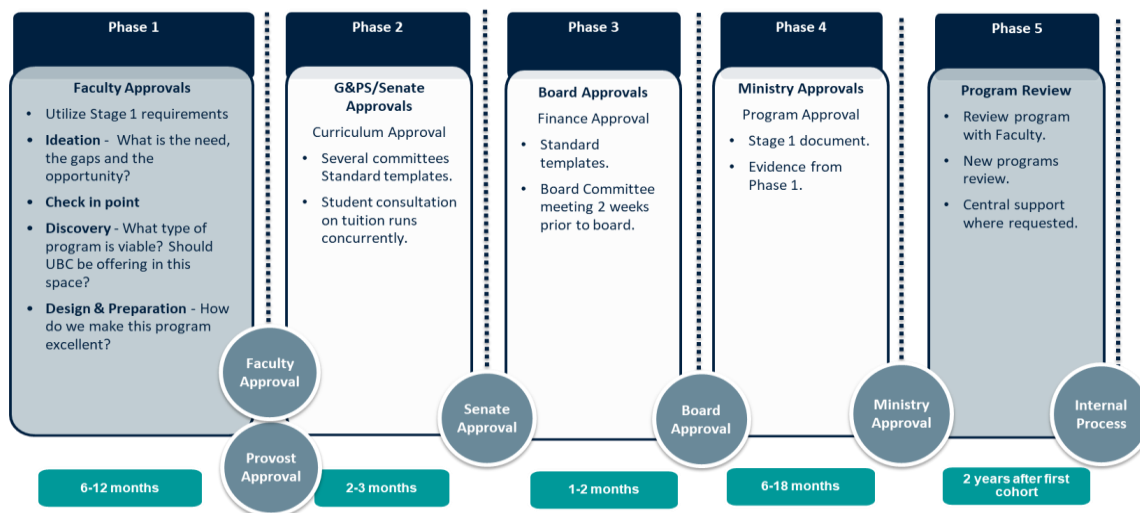 Phase 1
Faculty Approvals
• Utilize Stage 1 requirements
• Ideation - What is the need,
the gaps and the
opportunity?
• Check in point
• Discovery - What type of
program is viable? Should
UBC be offering in this
space?
• Design & Preparation - How
do we make this program
excellent?
Faculty
Approval
Provost
Approval
6-12 months
Phase 2
G&PS/Senate
Approvals
Curriculum Approval
• Several committees
Standard templates.
• Student consultation
on tuition runs
concurrently.
Senate
Approval
2-3 months
Phase 3
Board Approvals
Finance Approval
• Standard
templates.
• Board Committee
meeting 2 weeks
prior to board.
Board
Approval
1-2 months
Phase 4
Ministry Approvals
Program Approval
• Stage 1 document.
• Evidence from
Phase 1.
Ministry
Approval
6-18 months
Phase 5
Program Review
• Review program
with Faculty.
• New programs
review.
• Central support
where requested.
Internal
Process
2 years after first
cohort